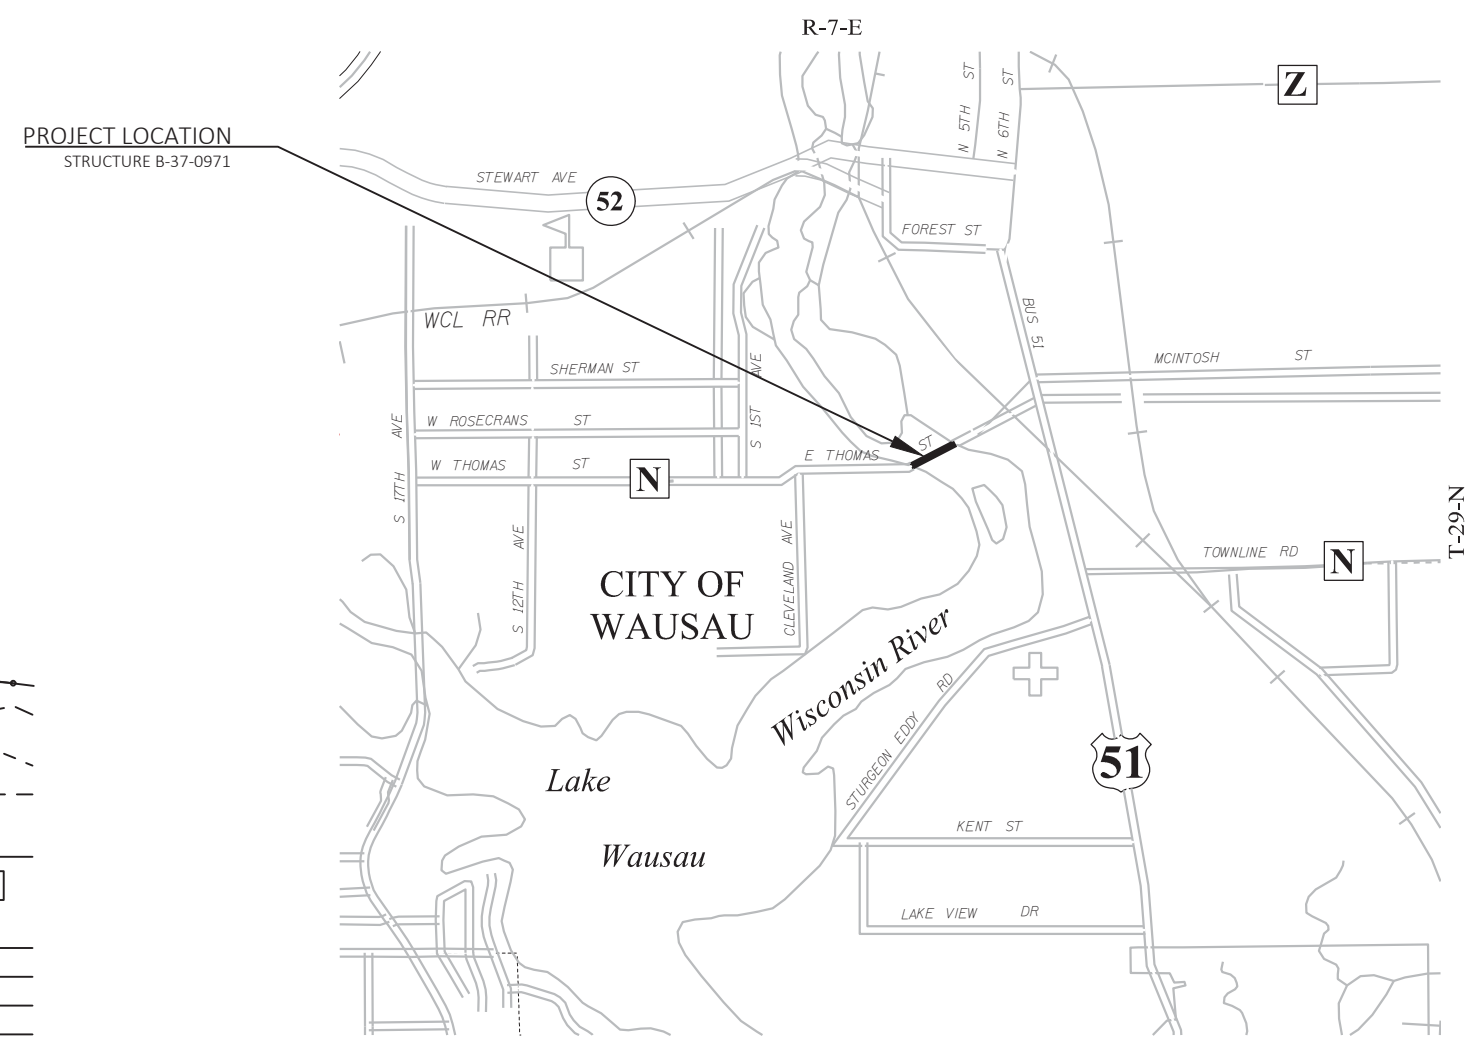 R-7-E
PROJECT LOCATION
STRUCTURE B-37-0971
Z
N 5TH ST
N 6TH ST
STEWART AVE
52
FOREST ST
BUS 51
WCL RR
MCINTOSH ST
SHERMAN ST
S 1ST AVE
W ROSECRANS ST
S 17TH AVE
W THOMAS ST
N
E THOMAS ST
T-29-N
TOWNLINE RD
N
S 12TH AVE
CLEVELAND AVE
CITY OF
WAUSAU
Wisconsin River
STURGEON EDDY RD
51
Lake
Wausau
KENT ST
LAKE VIEW DR